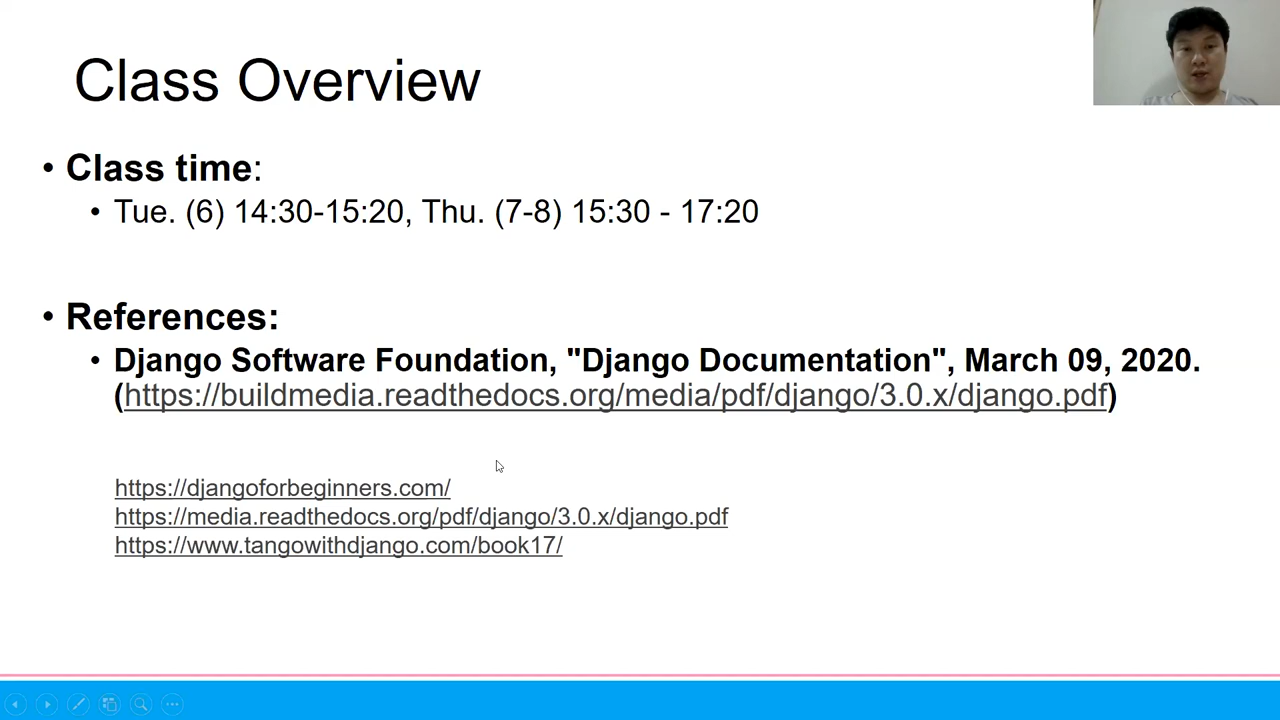 Class Overview
• Class time:
• Tue. (6) 14:30-15:20, Thu. (7-8) 15:30 - 17:20
• References:
• Django Software Foundation, "Django Documentation", March 09, 2020.
(https://buildmedia.readthedocs.org/media/pdf/django/3.0.x/django.pdf)
https://djangoforbeginners.com/
https://media.readthedocs.org/pdf/django/3.0.x/django.pdf
https://www.tangowithdjango.com/book17/